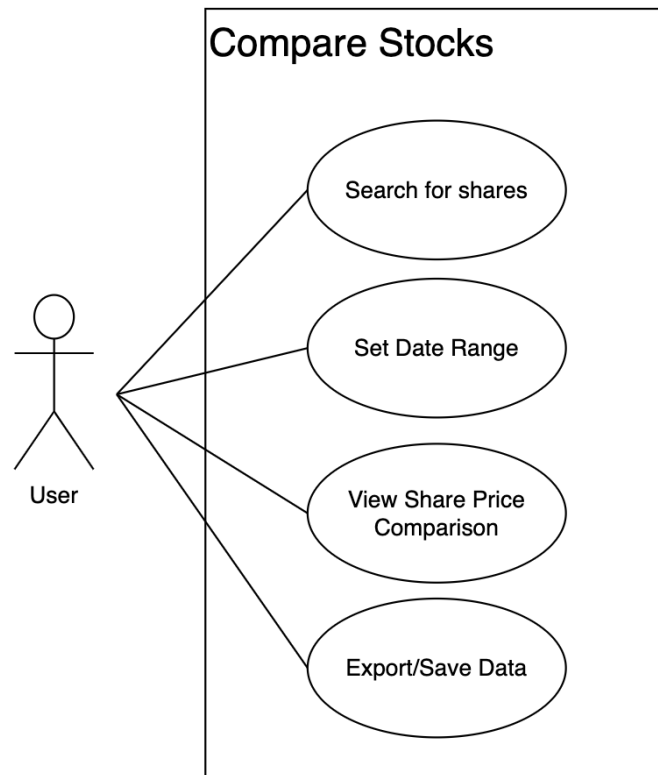 Compare Stocks
Search for shares
Set Date Range
User
View Share Price
Comparison
Export/Save Data